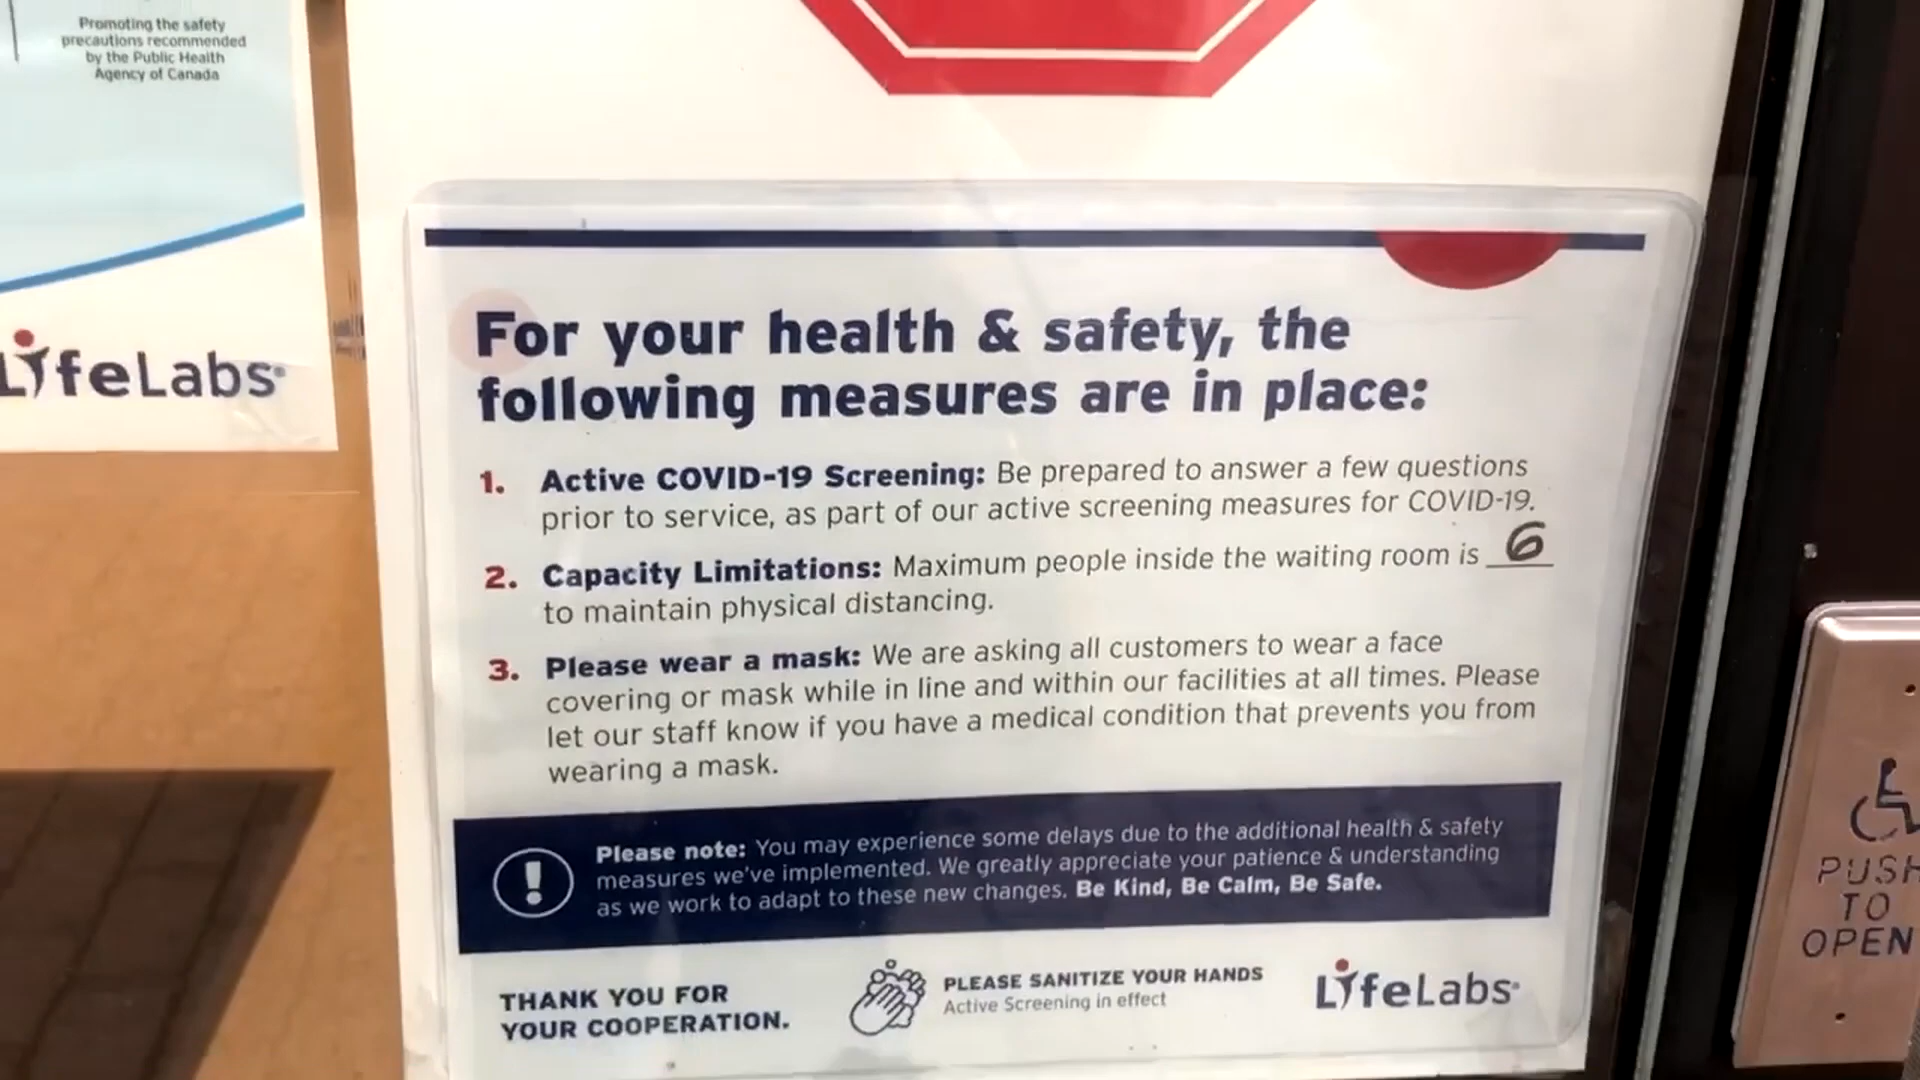 Promoting the safety
precautions recommended
by the Public Health
Agency of Canada
LifeLabs
For your health & safety, the
following measures are in place:
1. Active COVID-19 Screening: Be prepared to answer a few questions
prior to service, as part of our active screening measures for COVID-19.
2. Capacity Limitations: Maximum people inside the waiting room is 6
to maintain physical distancing.
3. Please wear a mask: We are asking all customers to wear a face
covering or mask while in line and within our facilities at all times. Please
let our staff know if you have a medical condition that prevents you from
wearing a mask.
Please note: You may experience some delays due to the additional health & safety
measures we've implemented. We greatly appreciate your patience & understanding
as we work to adapt to these new changes. Be Kind, Be Calm, Be Safe.
THANK YOU FOR
YOUR COOPERATION.
PLEASE SANITIZE YOUR HANDS
Active Screening in effect
LifeLabs
PUSH
TO
OPEN